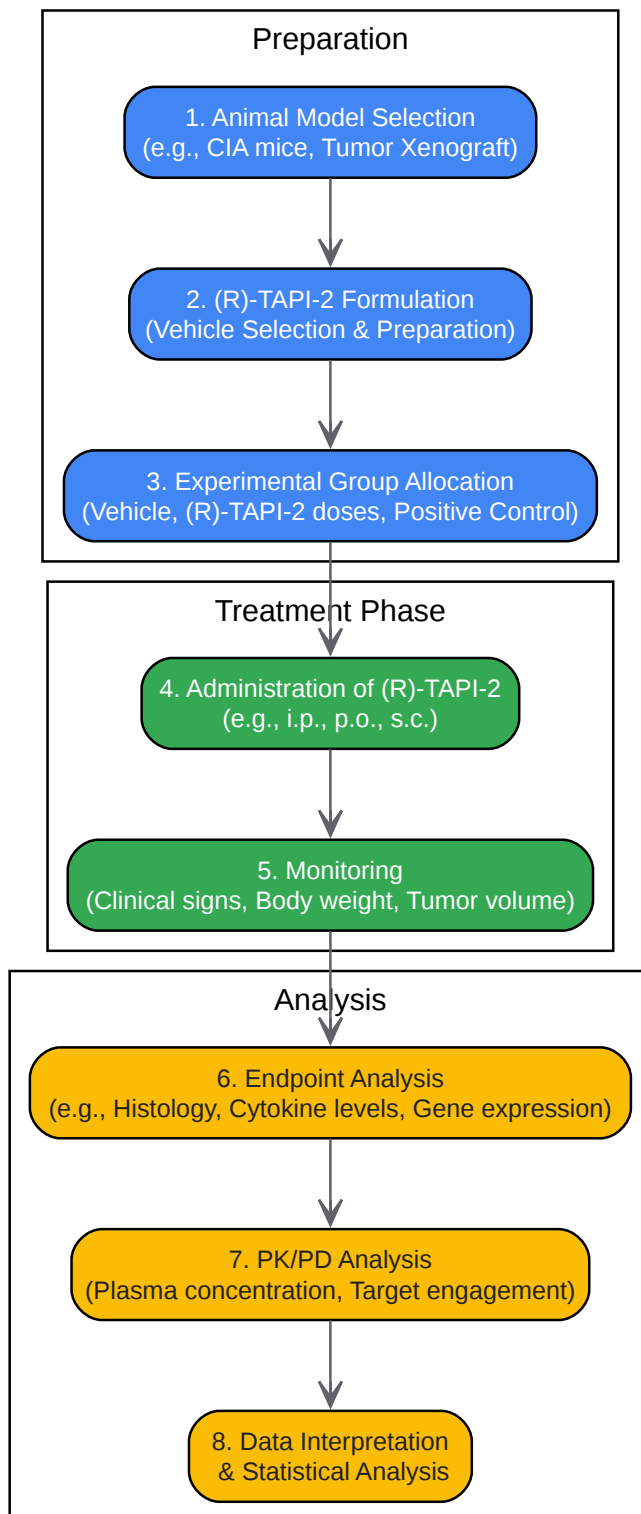 Preparation
1. Animal Model Selection
(e.g., CIA mice, Tumor Xenograft)
2. (R)-TAPI-2 Formulation
(Vehicle Selection & Preparation)
3. Experimental Group Allocation
(Vehicle, (R)-TAPI-2 doses, Positive Control)
Treatment Phase
4. Administration of (R)-TAPI-2
(e.g., i.p., p.o., s.c.)
5. Monitoring
(Clinical signs, Body weight, Tumor volume)
Analysis
6. Endpoint Analysis
(e.g., Histology, Cytokine levels, Gene expression)
7. PK/PD Analysis
(Plasma concentration, Target engagement)
8. Data Interpretation
& Statistical Analysis